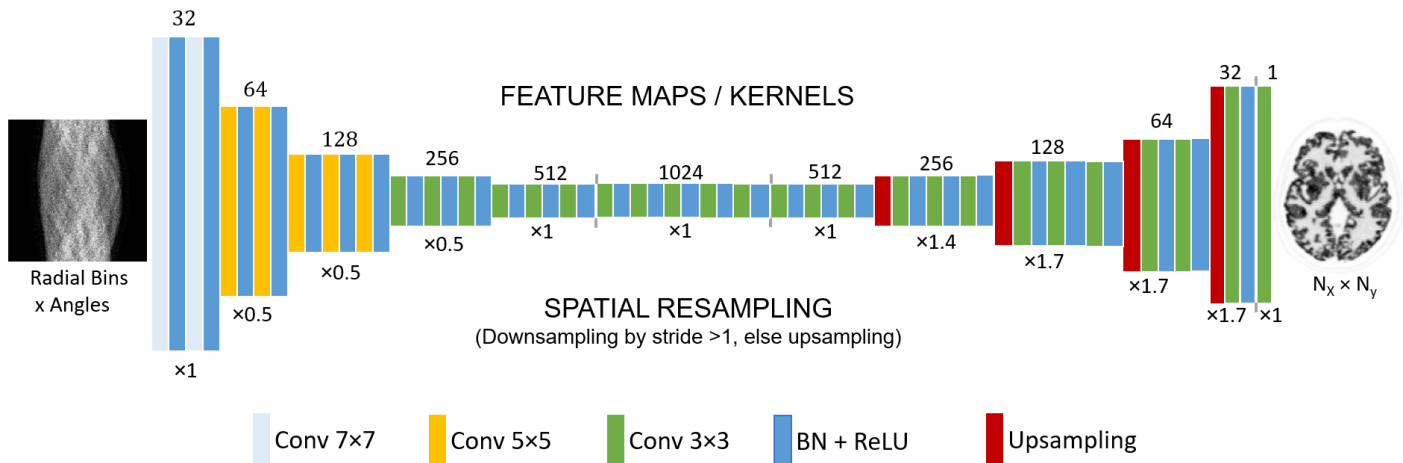 32
64
128
256
512
1024
512
256
128
64
32
1
FEATURE MAPS / KERNELS
Radial Bins
x Angles
×1
×0.5
×0.5
×0.5
×1
×1
×1
×1.4
×1.7
×1.7
×1.7
×1
N_X × N_y
SPATIAL RESAMPLING
(Downsampling by stride >1, else upsampling)
Conv 7×7
Conv 5×5
Conv 3×3
BN + ReLU
Upsampling